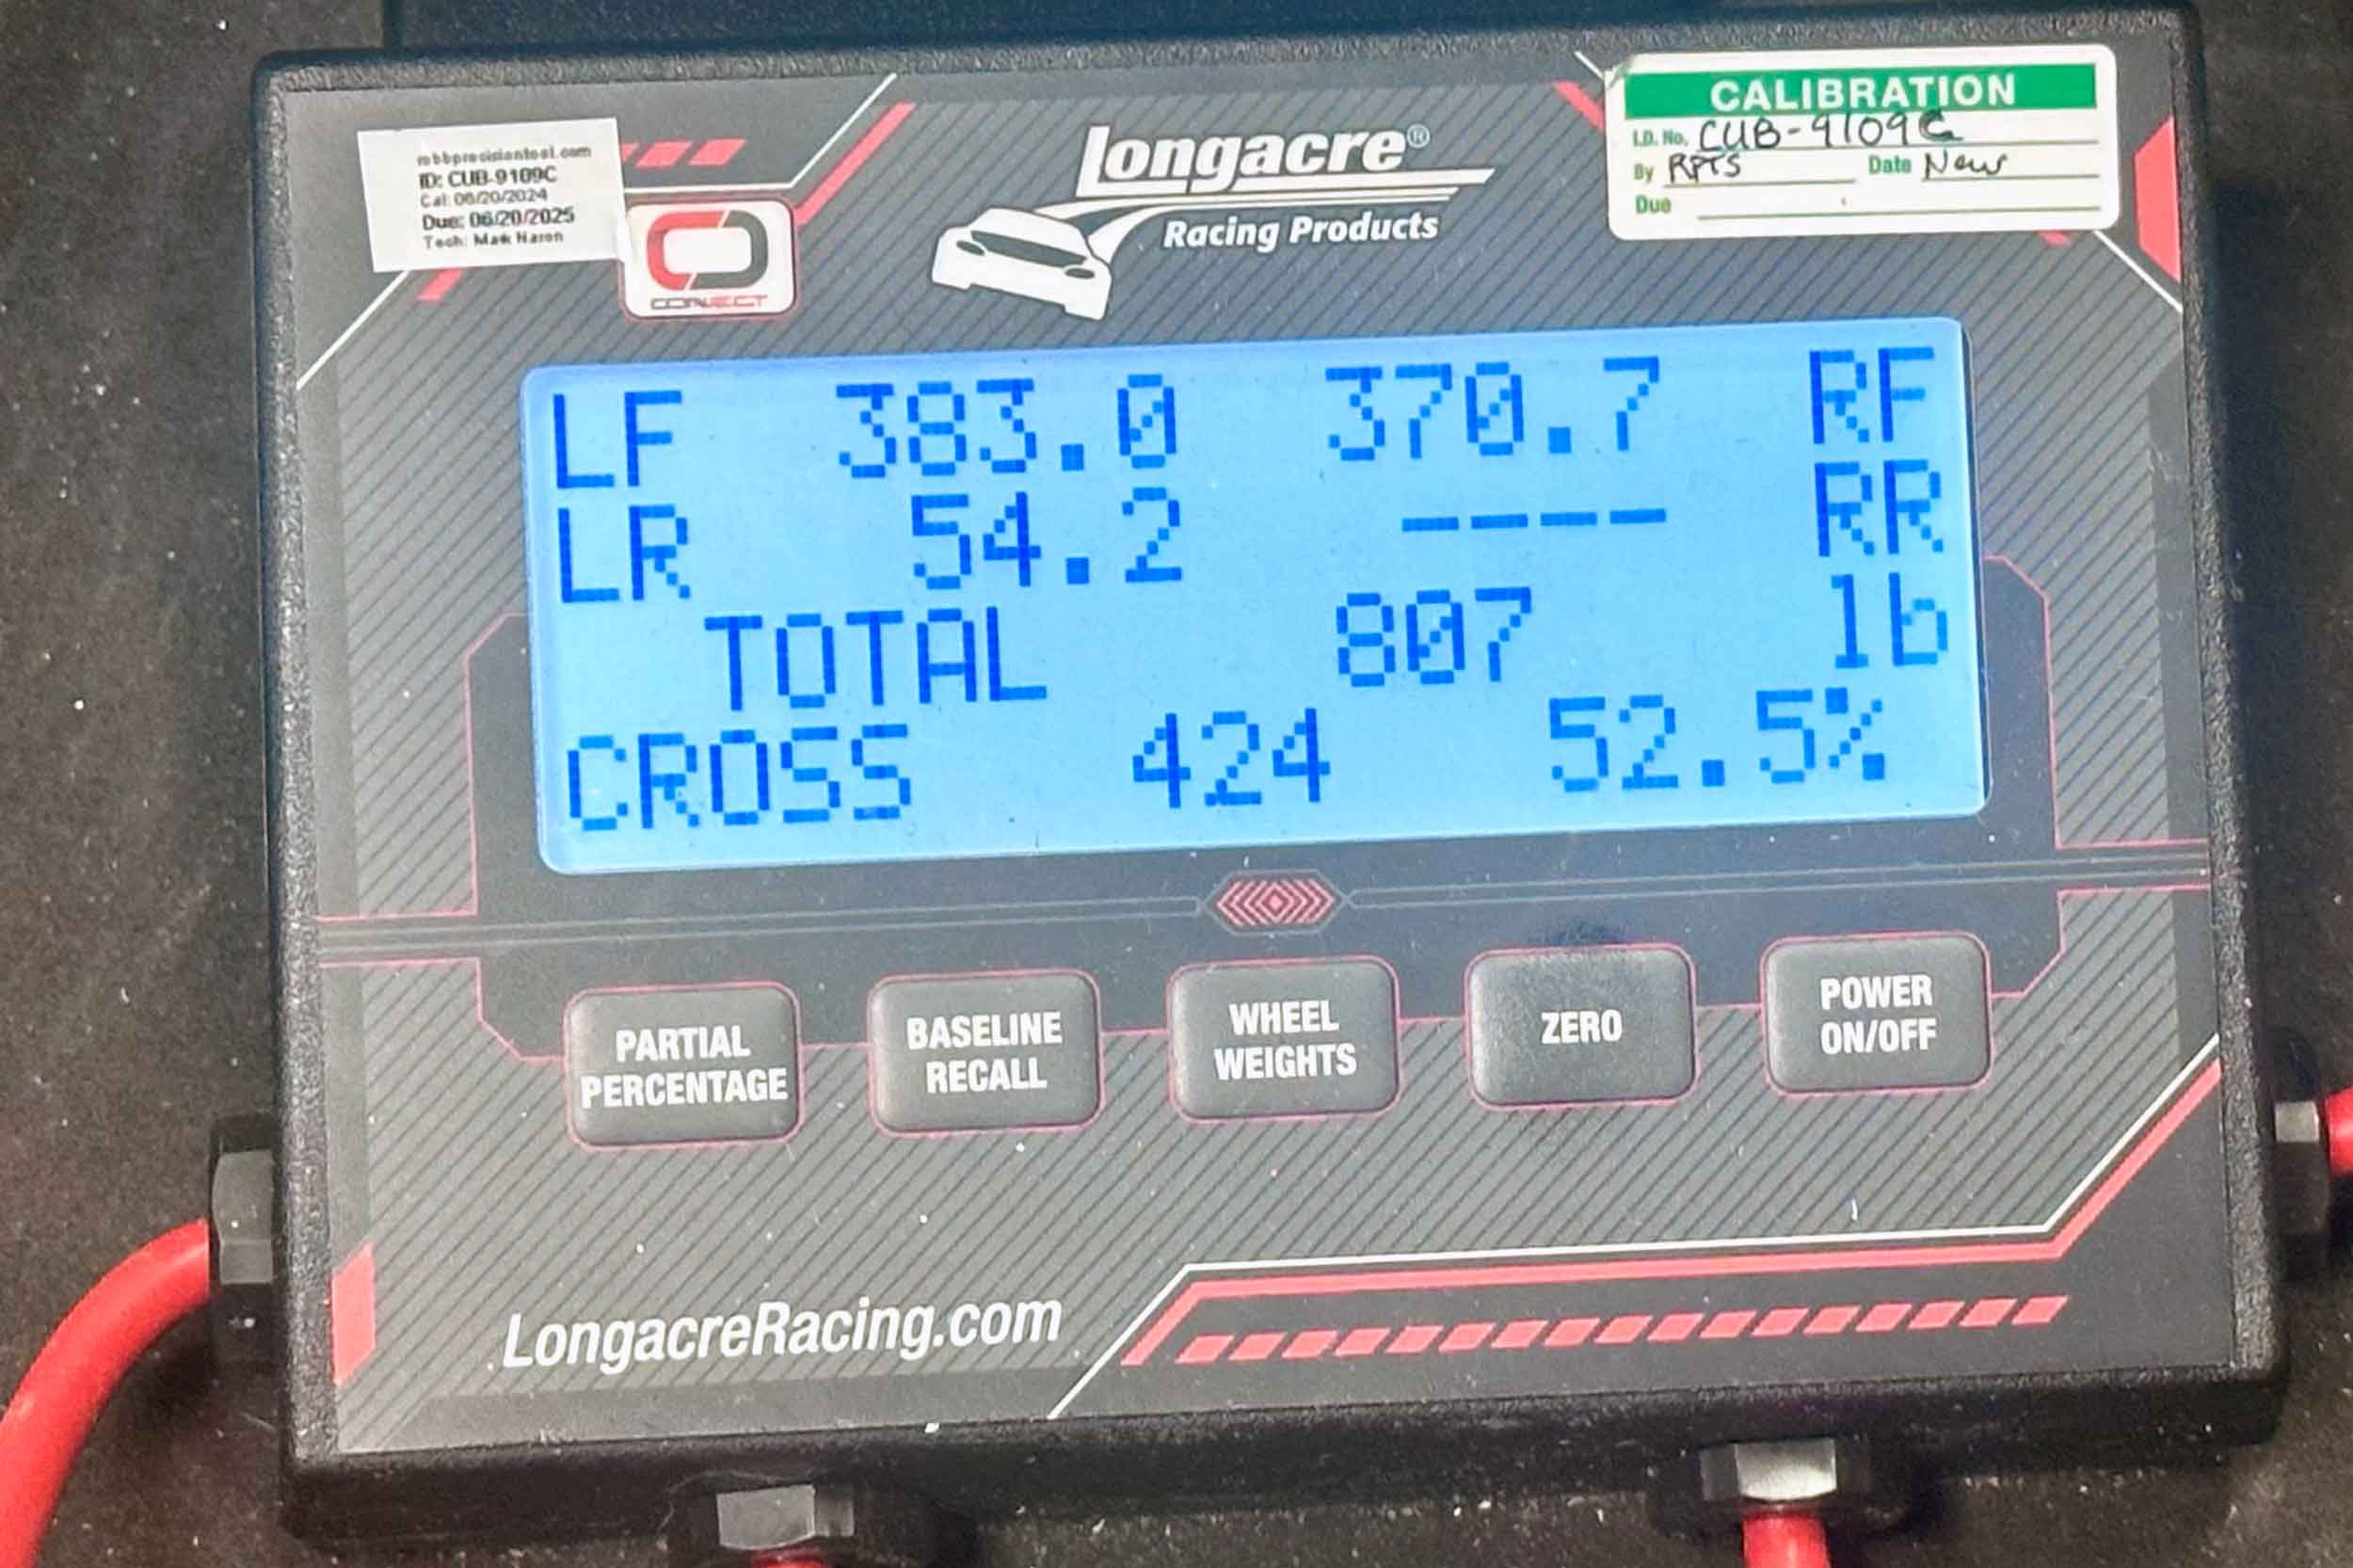 robbprecisiontool.com
ID: CUB-9109C
Cal: 06/20/2024
Due: 06/20/2025
Tech: Mark Naron
CONNECT
Longacre®
Racing Products
CALIBRATION
I.D. No. CUB-9109C
By RPTS Date New
Due
LF 383.0 370.7 RF
LR 54.2 ---- RR
TOTAL 807 lb
CROSS 424 52.5%
PARTIAL PERCENTAGE
BASELINE RECALL
WHEEL WEIGHTS
ZERO
POWER ON/OFF
LongacreRacing.com